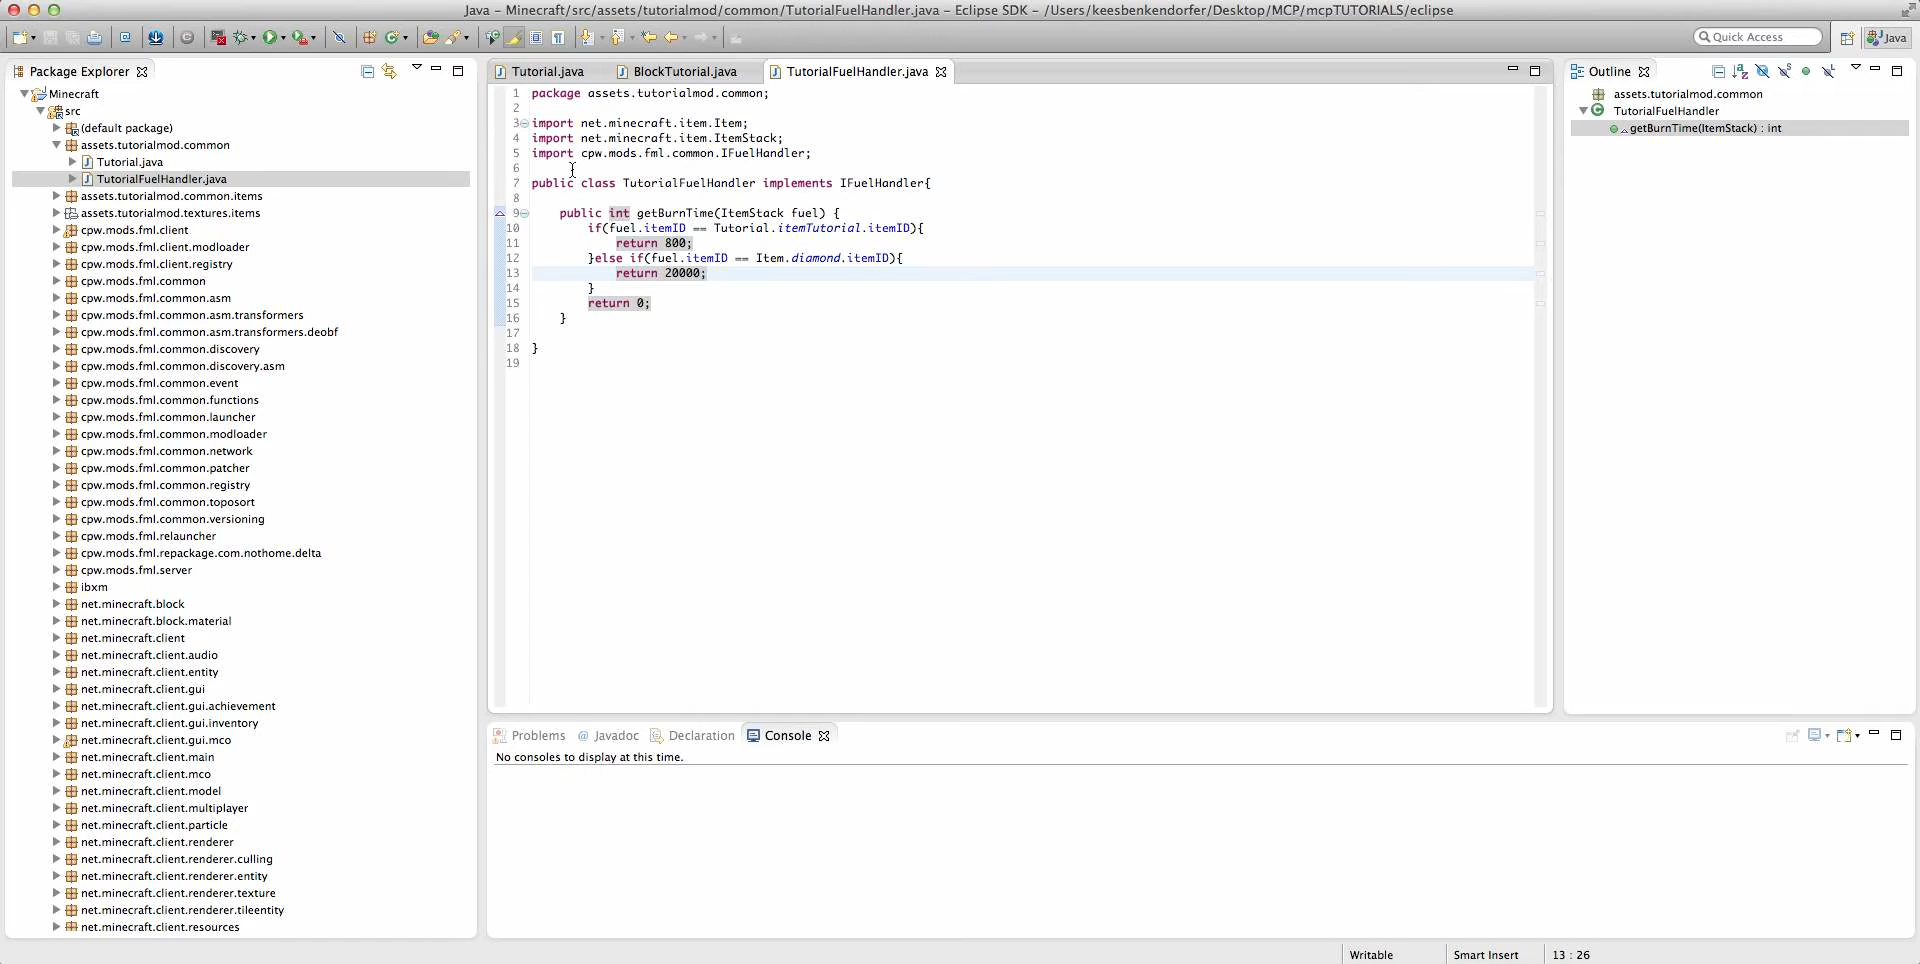 Java - Minecraft/src/assets/tutorialmod/common/TutorialFuelHandler.java - Eclipse SDK - /Users/keesbenkendorfer/Desktop/MCP/mcpTUTORIALS/eclipse
Quick Access
Java
Package Explorer
Minecraft
src
(default package)
assets.tutorialmod.common
Tutorial.java
TutorialFuelHandler.java
assets.tutorialmod.common.items
assets.tutorialmod.textures.items
cpw.mods.fml.client
cpw.mods.fml.client.modloader
cpw.mods.fml.client.registry
cpw.mods.fml.common
cpw.mods.fml.common.asm
cpw.mods.fml.common.asm.transformers
cpw.mods.fml.common.asm.transformers.deobf
cpw.mods.fml.common.discovery
cpw.mods.fml.common.discovery.asm
cpw.mods.fml.common.event
cpw.mods.fml.common.functions
cpw.mods.fml.common.launcher
cpw.mods.fml.common.modloader
cpw.mods.fml.common.network
cpw.mods.fml.common.patcher
cpw.mods.fml.common.registry
cpw.mods.fml.common.toposort
cpw.mods.fml.common.versioning
cpw.mods.fml.relauncher
cpw.mods.fml.repackage.com.nothome.delta
cpw.mods.fml.server
ibxm
net.minecraft.block
net.minecraft.block.material
net.minecraft.client
net.minecraft.client.audio
net.minecraft.client.entity
net.minecraft.client.gui
net.minecraft.client.gui.achievement
net.minecraft.client.gui.inventory
net.minecraft.client.gui.mco
net.minecraft.client.main
net.minecraft.client.mco
net.minecraft.client.model
net.minecraft.client.multiplayer
net.minecraft.client.particle
net.minecraft.client.renderer
net.minecraft.client.renderer.culling
net.minecraft.client.renderer.entity
net.minecraft.client.renderer.texture
net.minecraft.client.renderer.tileentity
net.minecraft.client.resources
Tutorial.java BlockTutorial.java TutorialFuelHandler.java
1 package assets.tutorialmod.common;
2
3 import net.minecraft.item.Item;
4 import net.minecraft.item.ItemStack;
5 import cpw.mods.fml.common.IFuelHandler;
6
7 public class TutorialFuelHandler implements IFuelHandler{
8
9 public int getBurnTime(ItemStack fuel) {
10 if(fuel.itemID == Tutorial.itemTutorial.itemID){
11 return 800;
12 }else if(fuel.itemID == Item.diamond.itemID){
13 return 20000;
14 }
15 return 0;
16 }
17
18 }
19
Outline
assets.tutorialmod.common
TutorialFuelHandler
getBurnTime(ItemStack) : int
Problems @ Javadoc Declaration Console
No consoles to display at this time.
Writable Smart Insert 13 : 26